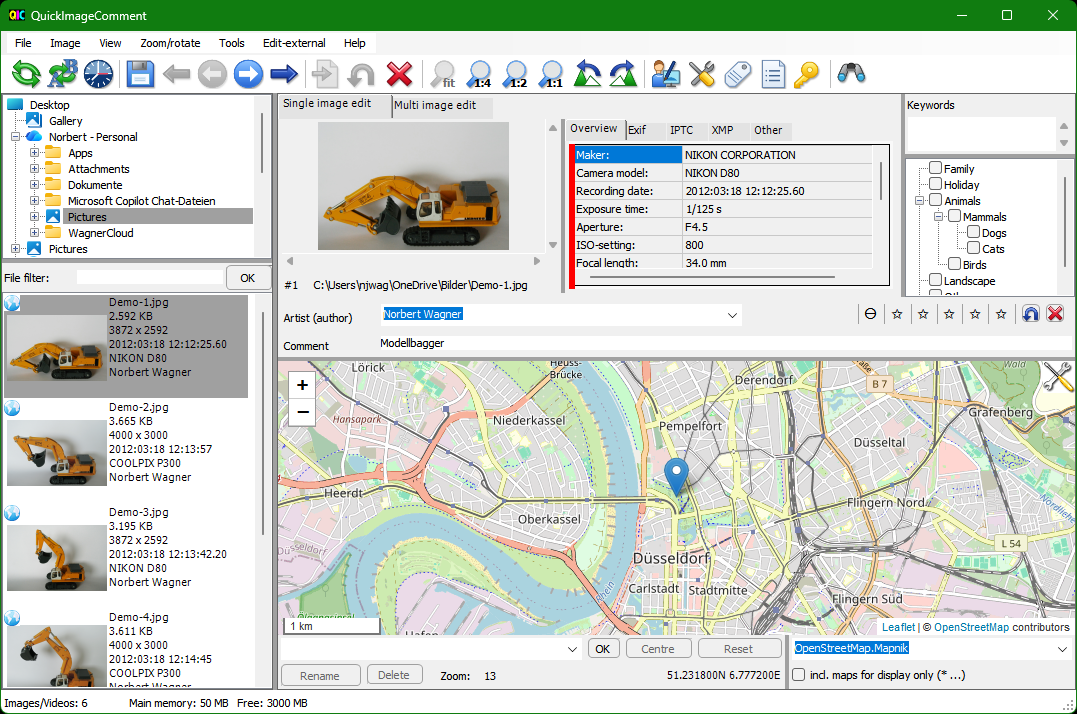 QuickImageComment
File Image View Zoom/rotate Tools Edit-external Help
fit 1:4 1:2 1:1
Desktop
Gallery
Norbert - Personal
Apps
Attachments
Dokumente
Microsoft Copilot Chat-Dateien
Pictures
WagnerCloud
Pictures
File filter: OK
Demo-1.jpg
2.592 KB
3872 x 2592
2012:03:18 12:12:25.60
NIKON D80
Norbert Wagner
Demo-2.jpg
3.665 KB
4000 x 3000
2012:03:18 12:13:57
COOLPIX P300
Norbert Wagner
Demo-3.jpg
3.195 KB
3872 x 2592
2012:03:18 12:13:42.20
NIKON D80
Norbert Wagner
Demo-4.jpg
3.611 KB
4000 x 3000
2012:03:18 12:14:45
COOLPIX P300
Norbert Wagner
Single image edit Multi image edit
#1 C:\Users\njwag\OneDrive\Bilder\Demo-1.jpg
Overview Exif IPTC XMP Other
Maker: NIKON CORPORATION
Camera model: NIKON D80
Recording date: 2012:03:18 12:12:25.60
Exposure time: 1/125 s
Aperture: F4.5
ISO-setting: 800
Focal length: 34.0 mm
Keywords
Family
Holiday
Animals
Mammals
Dogs
Cats
Birds
Landscape
Artist (author) Norbert Wagner
Comment Modellbagger
+
−
Lörick
Heuss-
Brücke
Derendorf
B 7
Wald
Grafenberg
Hansapark
Niederkassel
Pempelfort
Düsseltal
Heerdt
Oberkassel
Flingern Nord
Düsseldorf
L 54
Carlstadt
Stadtmitte
Flingern Süd
Rhein
Hafen
1 km
Leaflet | © OpenStreetMap contributors
OK Centre Reset
OpenStreetMap.Mapnik
Rename Delete Zoom: 13 51.231800N 6.777200E
incl. maps for display only (* ...)
Images/Videos: 6 Main memory: 50 MB Free: 3000 MB